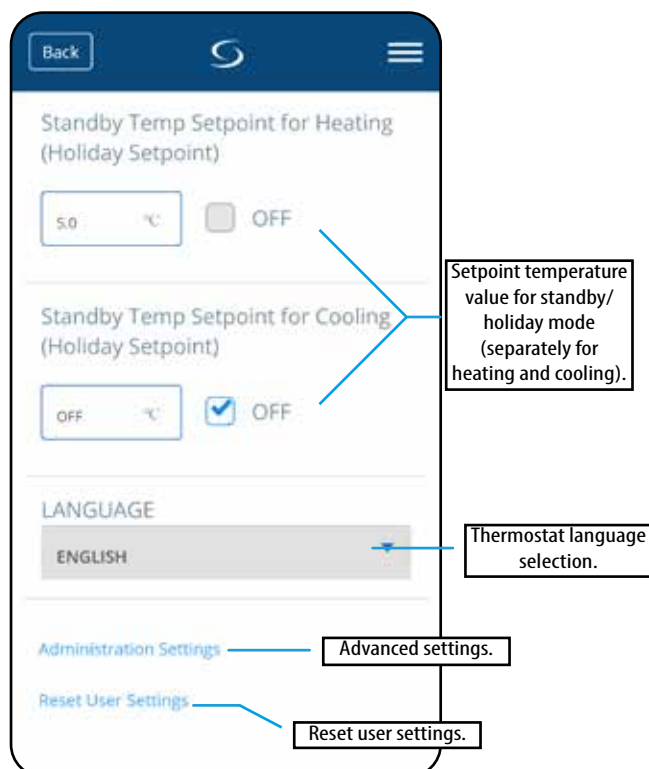 Back
Standby Temp Setpoint for Heating
(Holiday Setpoint)
5.0 °C OFF
Setpoint temperature
value for standby/
holiday mode
(separately for
heating and cooling).
Standby Temp Setpoint for Cooling
(Holiday Setpoint)
OFF °C OFF
LANGUAGE
ENGLISH
Thermostat language
selection.
Administration Settings
Advanced settings.
Reset User Settings
Reset user settings.